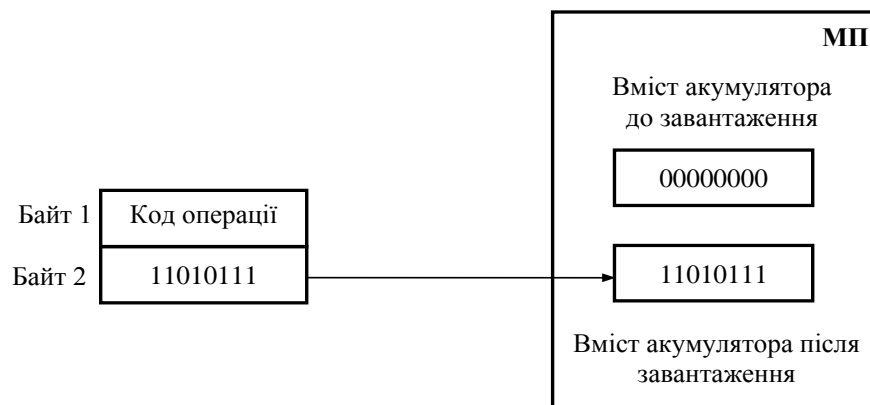 МП
Вміст акумулятора
до завантаження
00000000
Байт 1 Код операції
Байт 2 11010111 11010111
Вміст акумулятора після
завантаження